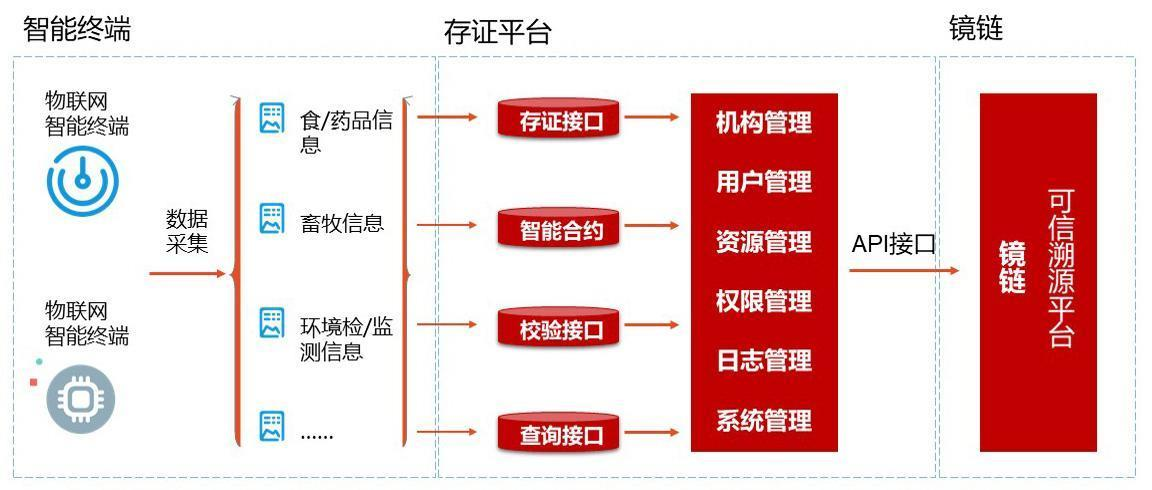 智能终端
存证平台
镜链
物联网
智能终端
数据
采集
物联网
智能终端
食/药品信
息
畜牧信息
环境检/监
测信息
......
存证接口
智能合约
校验接口
查询接口
机构管理
用户管理
资源管理
权限管理
日志管理
系统管理
API接口
镜链
可信溯源平台